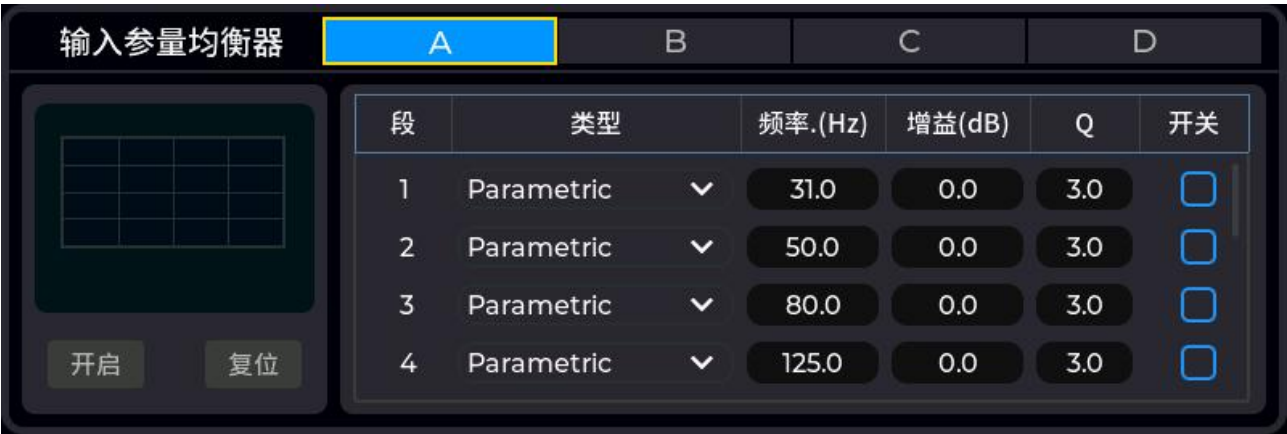 输入参量均衡器 A B C D
段 类型 频率.(Hz) 增益(dB) Q 开关
1 Parametric 31.0 0.0 3.0
2 Parametric 50.0 0.0 3.0
3 Parametric 80.0 0.0 3.0
4 Parametric 125.0 0.0 3.0
开启 复位